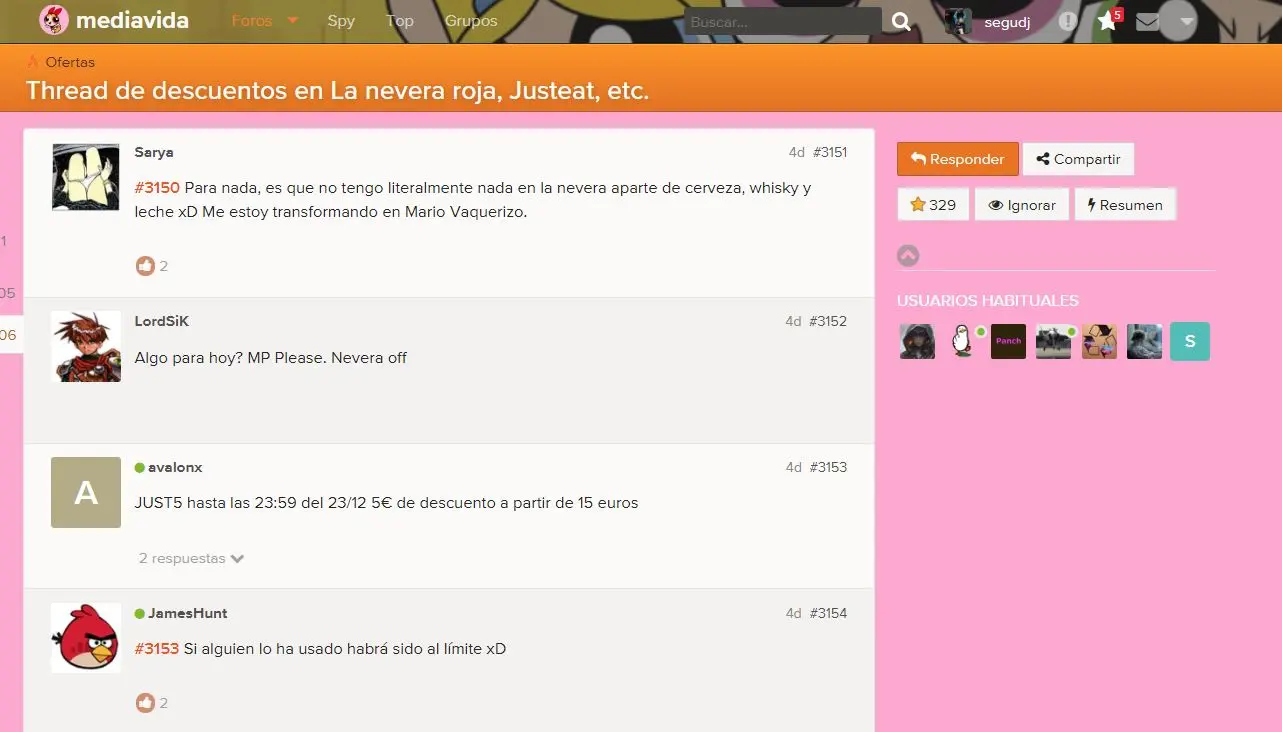 mediavida
Foros
Spy
Top
Grupos
Buscar...
segudj
5
Ofertas
Thread de descuentos en La nevera roja, Justeat, etc.
Sarya
4d #3151
#3150 Para nada, es que no tengo literalmente nada en la nevera aparte de cerveza, whisky y
leche xD Me estoy transformando en Mario Vaquerizo.
2
1
05
06
LordSiK
4d #3152
Algo para hoy? MP Please. Nevera off
A
avalonx
4d #3153
JUST5 hasta las 23:59 del 23/12 5€ de descuento a partir de 15 euros
2 respuestas
JamesHunt
4d #3154
#3153 Si alguien lo ha usado habrá sido al límite xD
2
Responder
Compartir
329
Ignorar
Resumen
USUARIOS HABITUALES
Panch
S